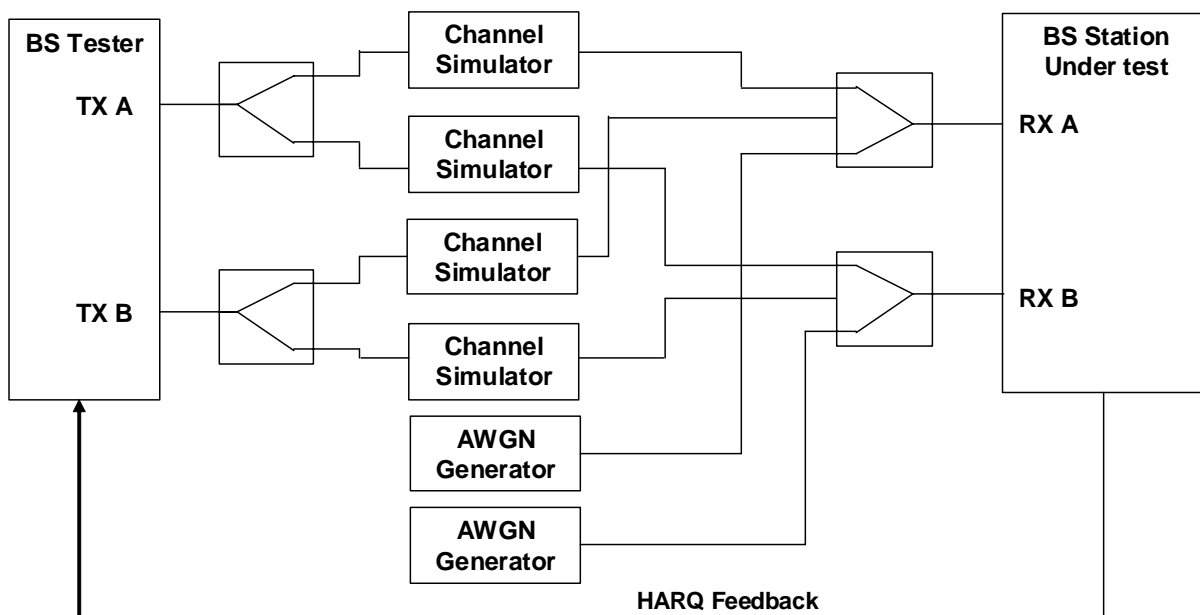 BS Tester
TX A
TX B
Channel
Simulator
Channel
Simulator
Channel
Simulator
Channel
Simulator
AWGN
Generator
AWGN
Generator
BS Station
Under test
RX A
RX B
HARQ Feedback